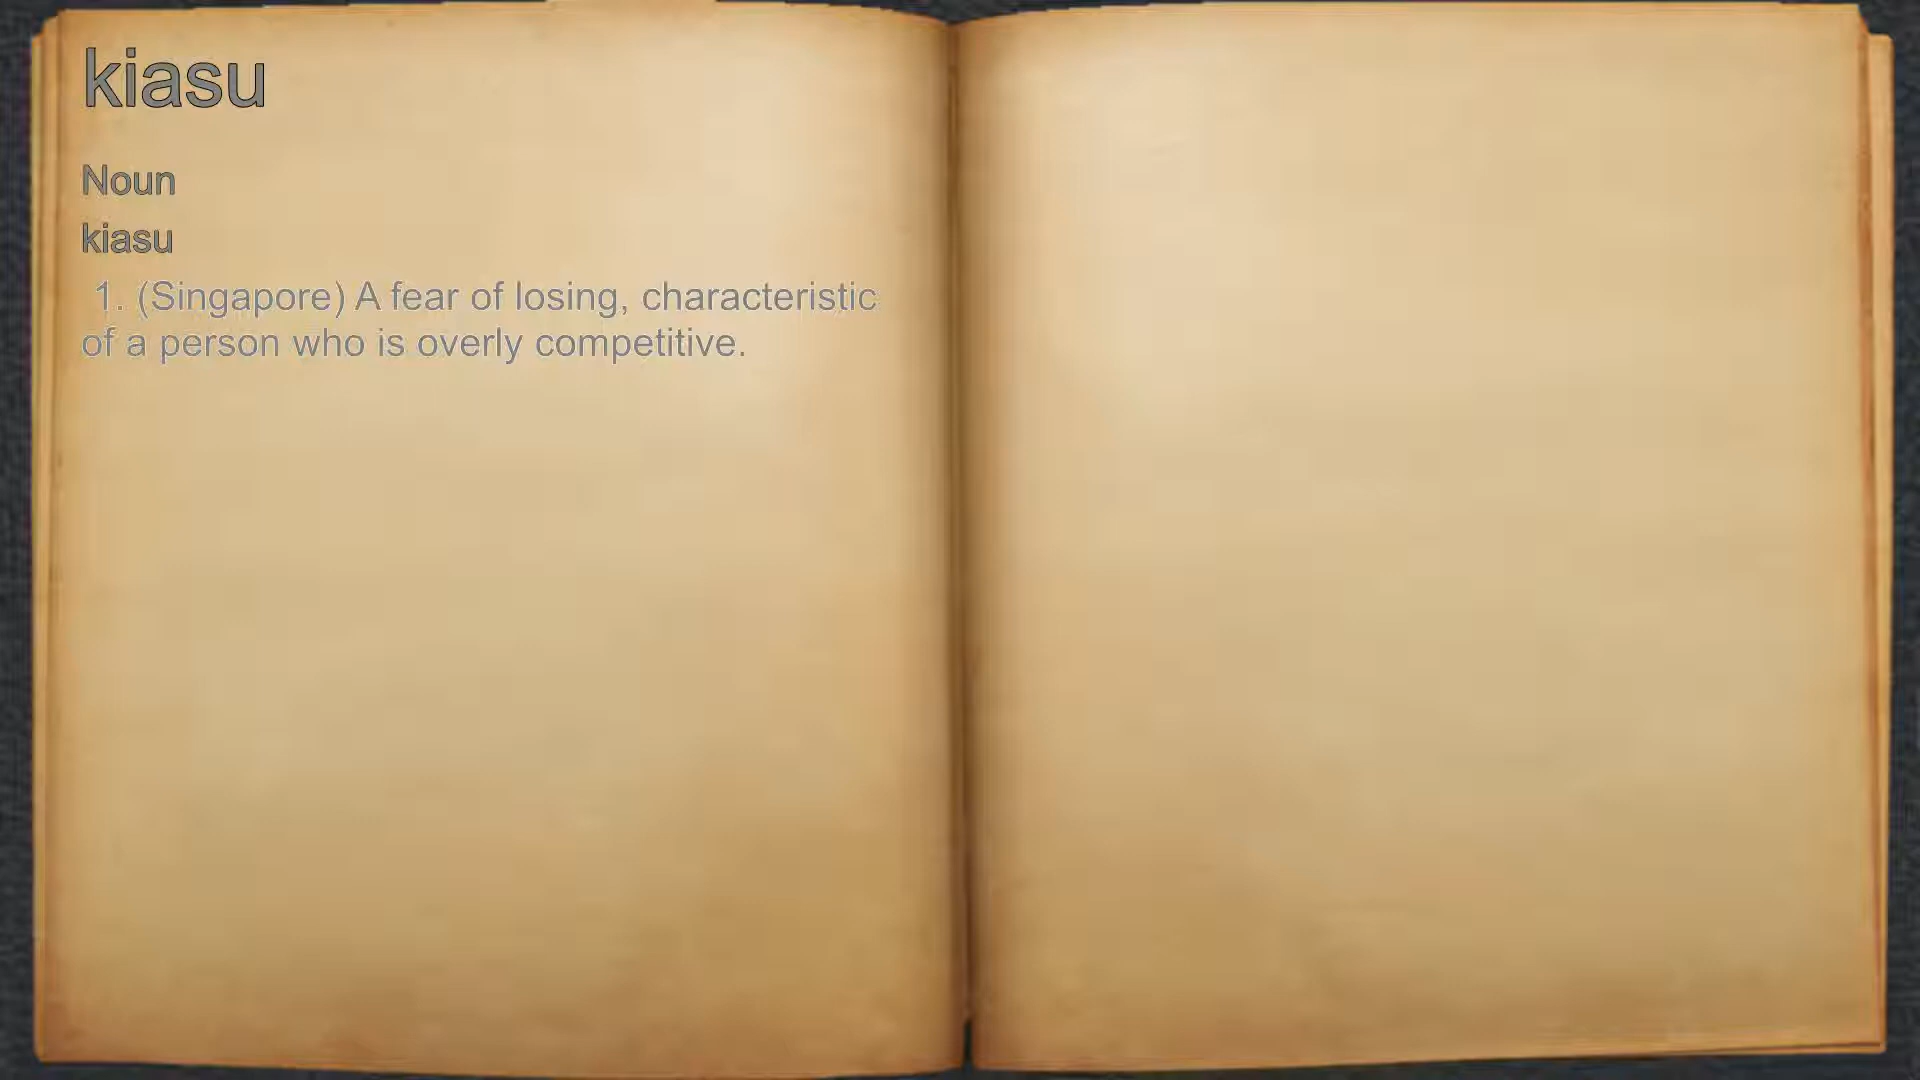 kiasu
Noun
kiasu
1. (Singapore) A fear of losing, characteristic
of a person who is overly competitive.